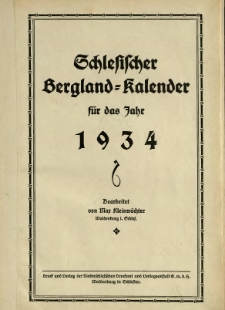 Schlesischer
Bergland=Kalender
für das Jahr
1934
Bearbeitet
von Max Kleinwächter
Waldenburg i. Schles.
Druck und Verlag der Niederschlesischen Druckerei und Verlagsanstalt G. m. b. H.
Waldenburg in Schlesien.